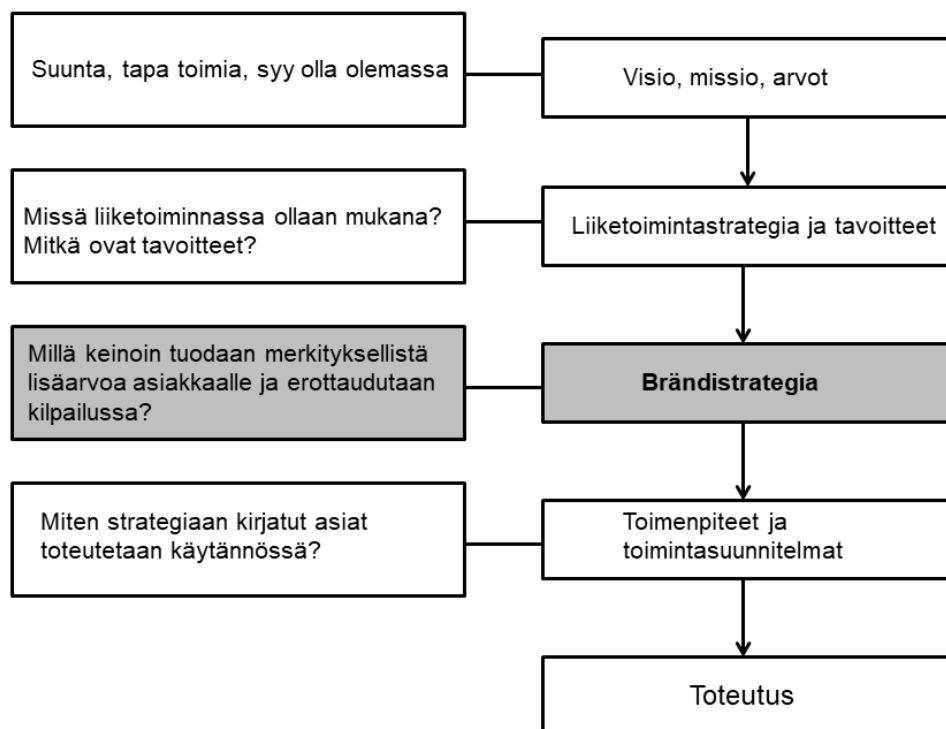 Suunta, tapa toimia, syy olla olemassa
Visio, missio, arvot
Missä liiketoiminnassa ollaan mukana?
Mitkä ovat tavoitteet?
Liiketoimintastrategia ja tavoitteet
Millä keinoin tuodaan merkityksellistä
lisäarvoa asiakkaalle ja erottaudutaan
kilpailussa?
Brändistrategia
Miten strategiaan kirjatut asiat
toteutetaan käytännössä?
Toimenpiteet ja
toimintasuunnitelmat
Toteutus